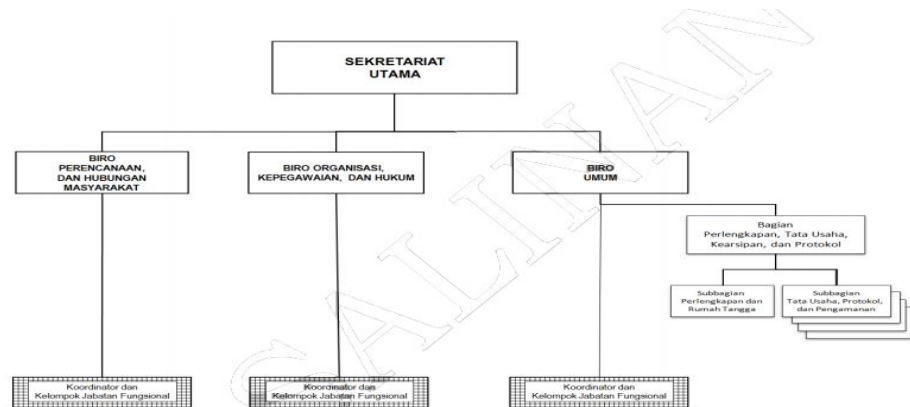 SEKRETARIAT
UTAMA
BIRO
PERENCANAAN,
DAN HUBUNGAN
MASYARAKAT
BIRO ORGANISASI,
KEPEGAWAIAN, DAN HUKUM
BIRO
UMUM
Bagian
Perlengkapan, Tata Usaha,
Kearsipan, dan Protokol
Subbagian
Perlengkapan dan
Rumah Tangga
Subbagian
Tata Usaha, Protokol,
dan Pengamanan
Koordinator dan
Kelompok Jabatan Fungsional
Koordinator dan
Kelompok Jabatan Fungsional
Koordinator dan
Kelompok Jabatan Fungsional
SALINAN